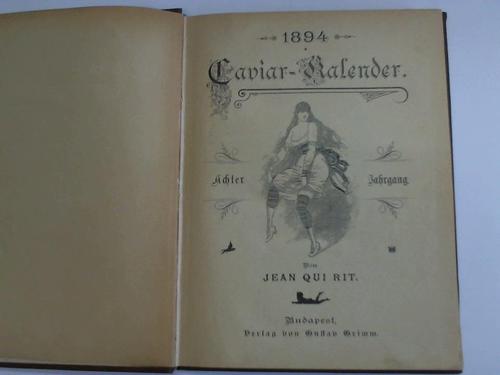 1894
Caviar-Kalender.
Achter Jahrgang
Von
JEAN QUI RIT.
Budapest,
Verlag von Gustav Grimm.